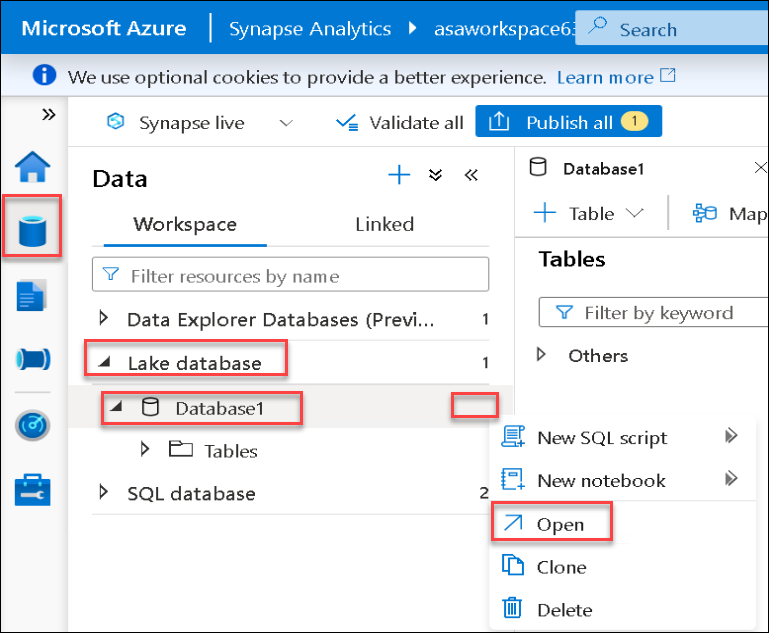 Microsoft Azure
Synapse Analytics
asaworkspace63
Search
We use optional cookies to provide a better experience. Learn more
Synapse live
Validate all
Publish all 1
Data
Workspace
Linked
Filter resources by name
Data Explorer Databases (Previ... 1
Lake database 1
Database1
Tables
SQL database 2
Database1
Table
Map
Tables
Filter by keyword
Others
New SQL script
New notebook
Open
Clone
Delete